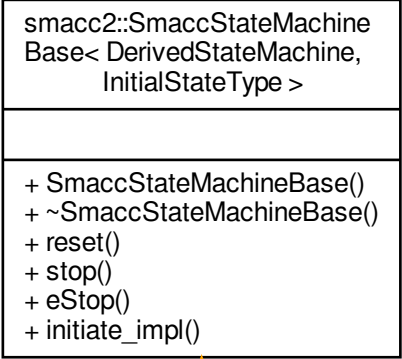 smacc2::SmaccStateMachine
Base< DerivedStateMachine,
InitialStateType >
+ SmaccStateMachineBase()
+ ~SmaccStateMachineBase()
+ reset()
+ stop()
+ eStop()
+ initiate_impl()